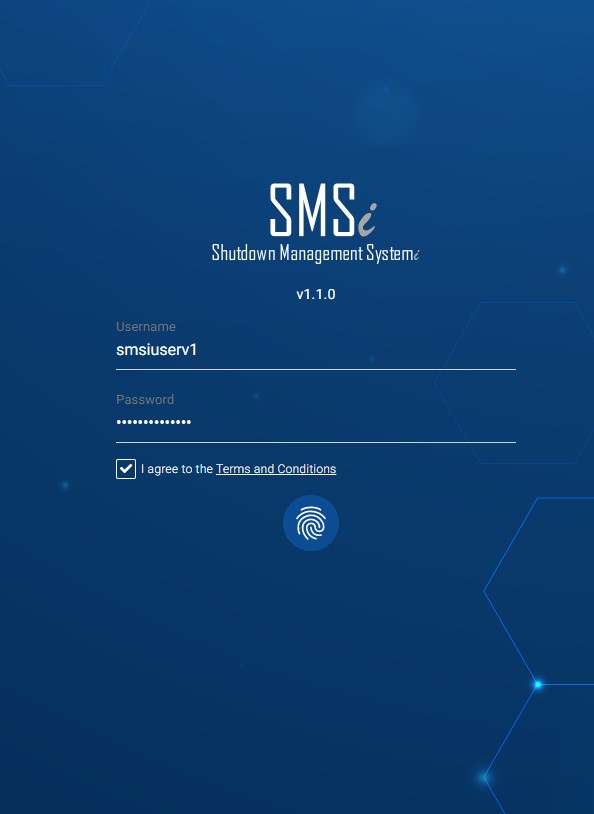 SMSi
Shutdown Management Systemi
v1.1.0
Username
smsiuserv1
Password
••••••••••••••
I agree to the Terms and Conditions